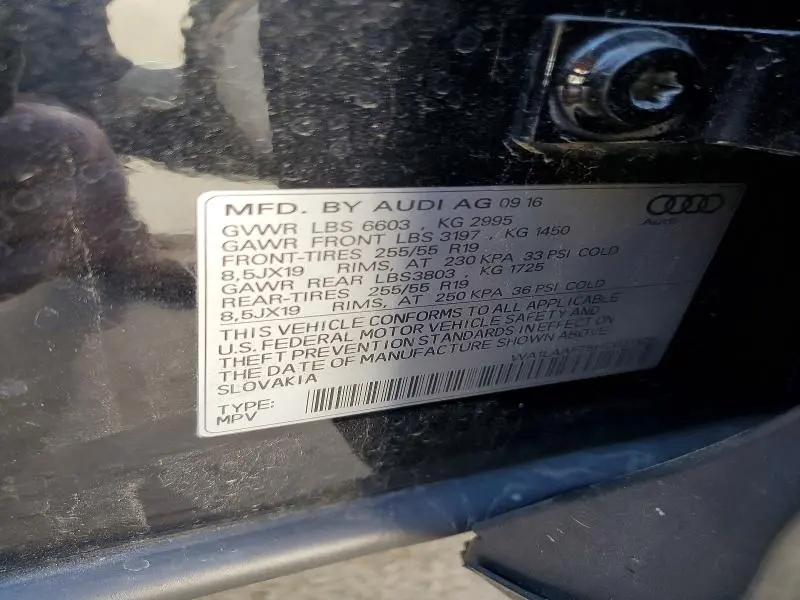 MFD. BY AUDI AG 09 16
GVWR LBS 6603 , KG 2995
GAWR FRONT LBS 3197 , KG 1450
FRONT-TIRES 255/55 R19
8,5JX19 RIMS, AT 230 KPA 33 PSI COLD
GAWR REAR LBS3803 , KG 1725
REAR-TIRES 255/55 R19
8,5JX19 RIMS, AT 250 KPA 36 PSI COLD
THIS VEHICLE CONFORMS TO ALL APPLICABLE
U.S. FEDERAL MOTOR VEHICLE SAFETY AND
THEFT PREVENTION STANDARDS IN EFFECT ON
THE DATE OF MANUFACTURE SHOWN ABOVE.
SLOVAKIA
TYPE:
MPV
Audi